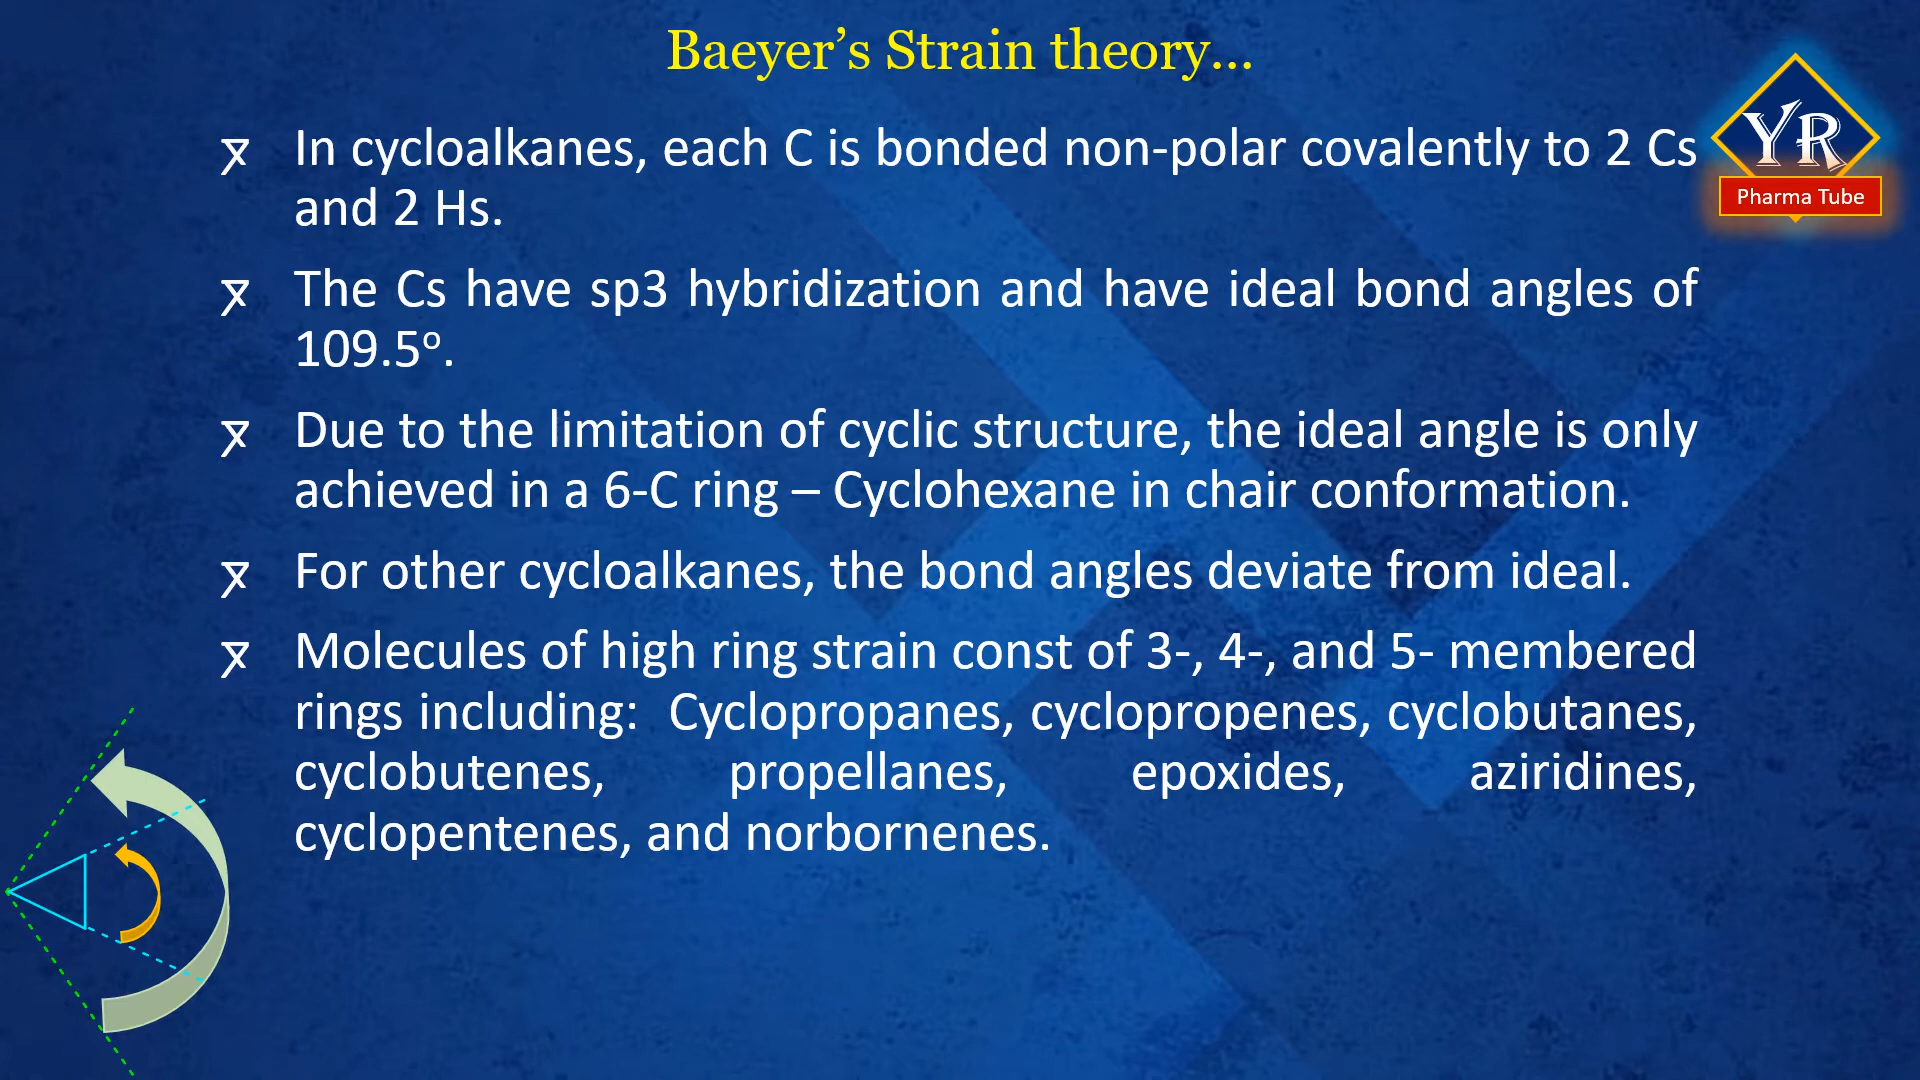 Baeyer’s Strain theory...
YR
Pharma Tube
In cycloalkanes, each C is bonded non-polar covalently to 2 Cs
and 2 Hs.
The Cs have sp3 hybridization and have ideal bond angles of
109.5º.
Due to the limitation of cyclic structure, the ideal angle is only
achieved in a 6-C ring – Cyclohexane in chair conformation.
For other cycloalkanes, the bond angles deviate from ideal.
Molecules of high ring strain const of 3-, 4-, and 5- membered
rings including: Cyclopropanes, cyclopropenes, cyclobutanes,
cyclobutenes, propellanes, epoxides, aziridines,
cyclopentenes, and norbornenes.